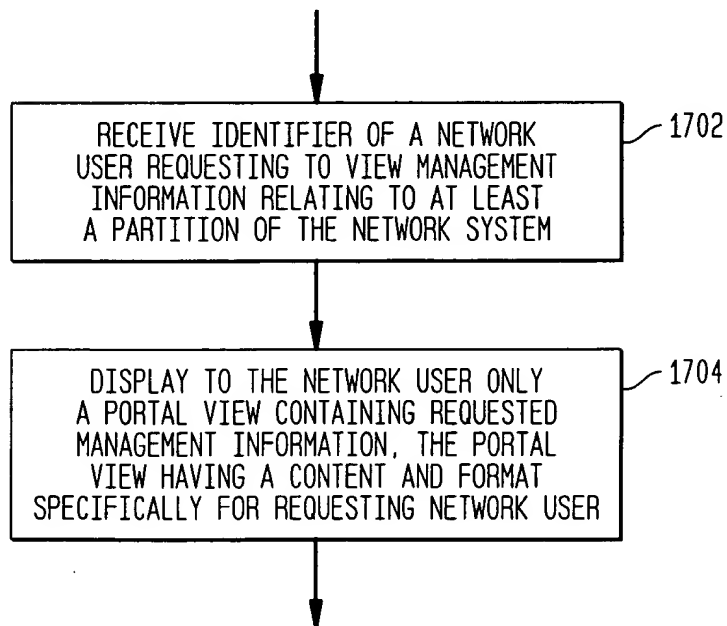 RECEIVE IDENTIFIER OF A NETWORK
USER REQUESTING TO VIEW MANAGEMENT
INFORMATION RELATING TO AT LEAST
A PARTITION OF THE NETWORK SYSTEM
1702
DISPLAY TO THE NETWORK USER ONLY
A PORTAL VIEW CONTAINING REQUESTED
MANAGEMENT INFORMATION, THE PORTAL
VIEW HAVING A CONTENT AND FORMAT
SPECIFICALLY FOR REQUESTING NETWORK USER
1704